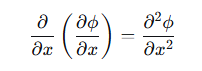 ∂/∂x (∂ϕ/∂x) = ∂²ϕ/∂x²